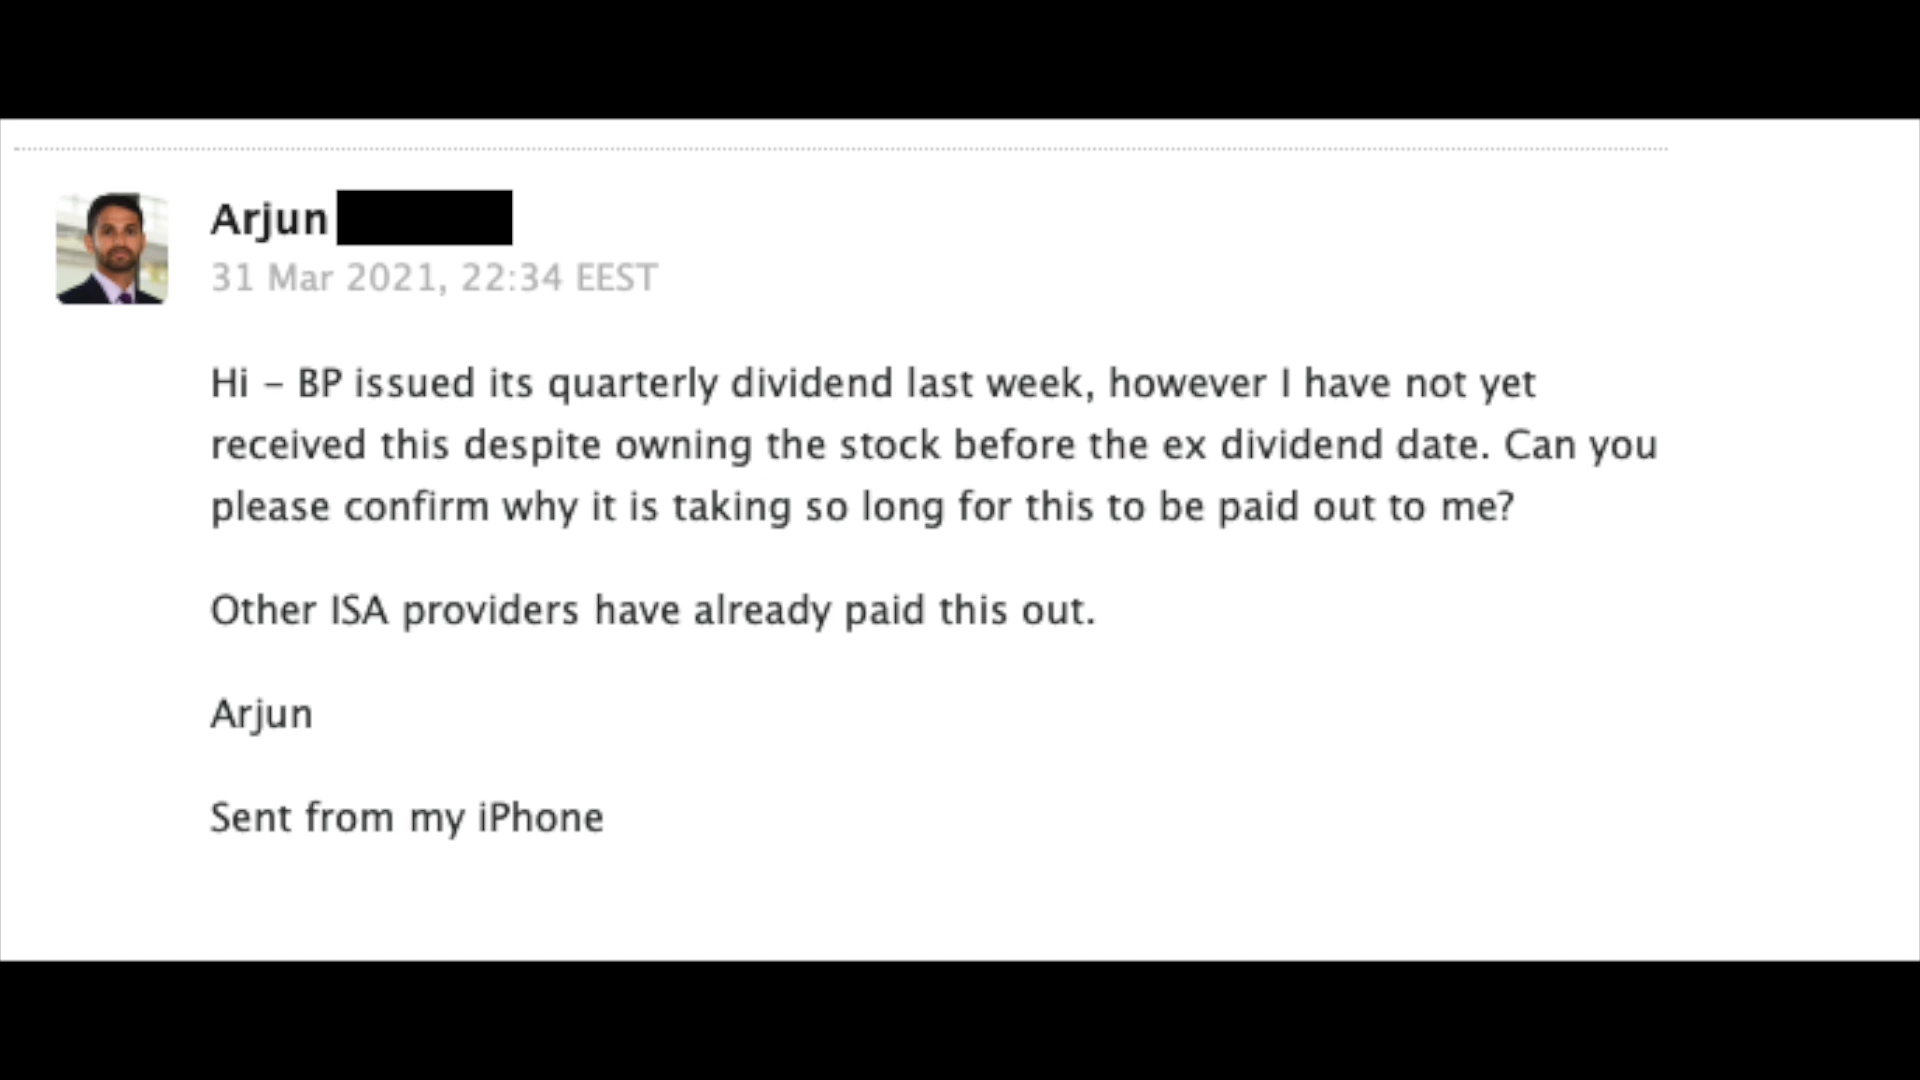 Arjun
31 Mar 2021, 22:34 EEST
Hi – BP issued its quarterly dividend last week, however I have not yet
received this despite owning the stock before the ex dividend date. Can you
please confirm why it is taking so long for this to be paid out to me?
Other ISA providers have already paid this out.
Arjun
Sent from my iPhone